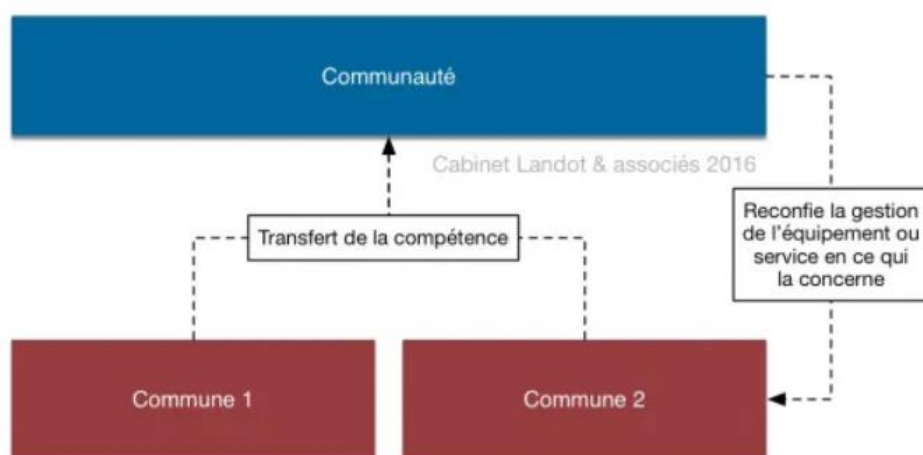 Communauté
Cabinet Landot & associés 2016
Transfert de la compétence
Reconfie la gestion
de l'équipement ou
service en ce qui
la concerne
Commune 1
Commune 2